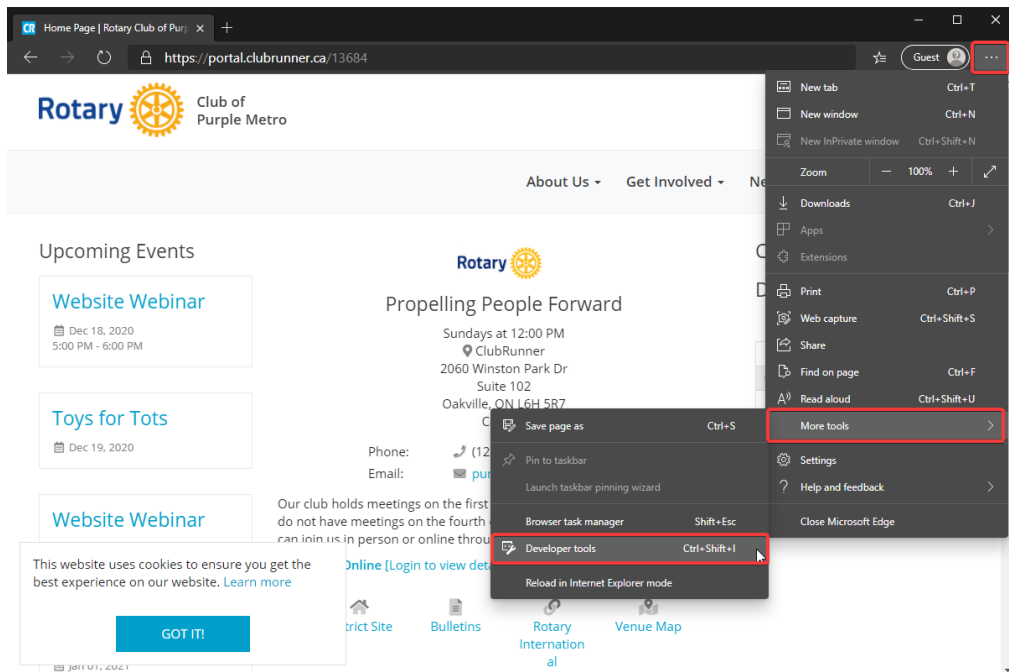 CR Home Page | Rotary Club of Pur
https://portal.clubrunner.ca/13684
Guest
Rotary
Club of
Purple Metro
About Us
Get Involved
Ne
Upcoming Events
Website Webinar
Dec 18, 2020
5:00 PM - 6:00 PM
Toys for Tots
Dec 19, 2020
Website Webinar
Jan 01, 2021
This website uses cookies to ensure you get the
best experience on our website. Learn more
GOT IT!
Rotary
Propelling People Forward
Sundays at 12:00 PM
ClubRunner
2060 Winston Park Dr
Suite 102
Oakville, ON L6H 5R7
C
Phone: (12
Email: pur
Our club holds meetings on the first
do not have meetings on the fourth
can join us in person or online throu
Online [Login to view deta
trict Site
Bulletins
Rotary
Internation
al
Venue Map
C
D
New tab Ctrl+T
New window Ctrl+N
New InPrivate window Ctrl+Shift+N
Zoom — 100% +
Downloads Ctrl+J
Apps
Extensions
Print Ctrl+P
Web capture Ctrl+Shift+S
Share
Find on page Ctrl+F
Read aloud Ctrl+Shift+U
More tools
Settings
Help and feedback
Close Microsoft Edge
Save page as Ctrl+S
Pin to taskbar
Launch taskbar pinning wizard
Browser task manager Shift+Esc
Developer tools Ctrl+Shift+I
Reload in Internet Explorer mode